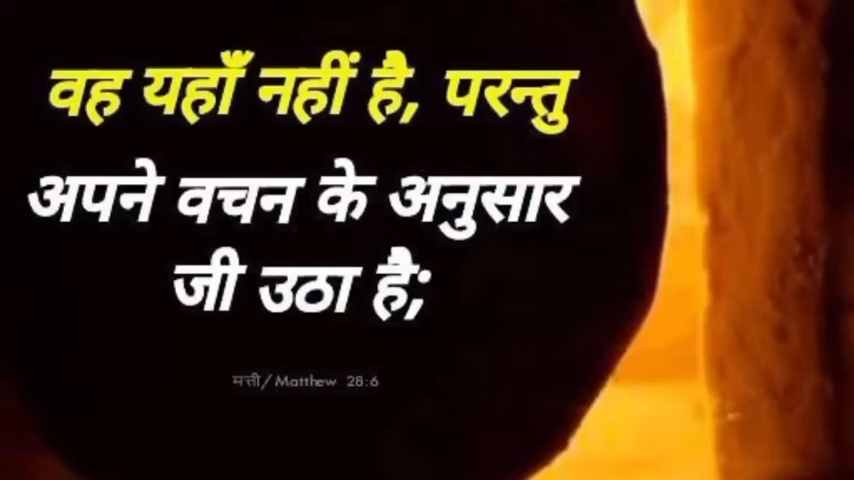 वह यहाँ नहीं है, परन्तु
अपने वचन के अनुसार
जी उठा है;
मत्ती/Matthew 28:6